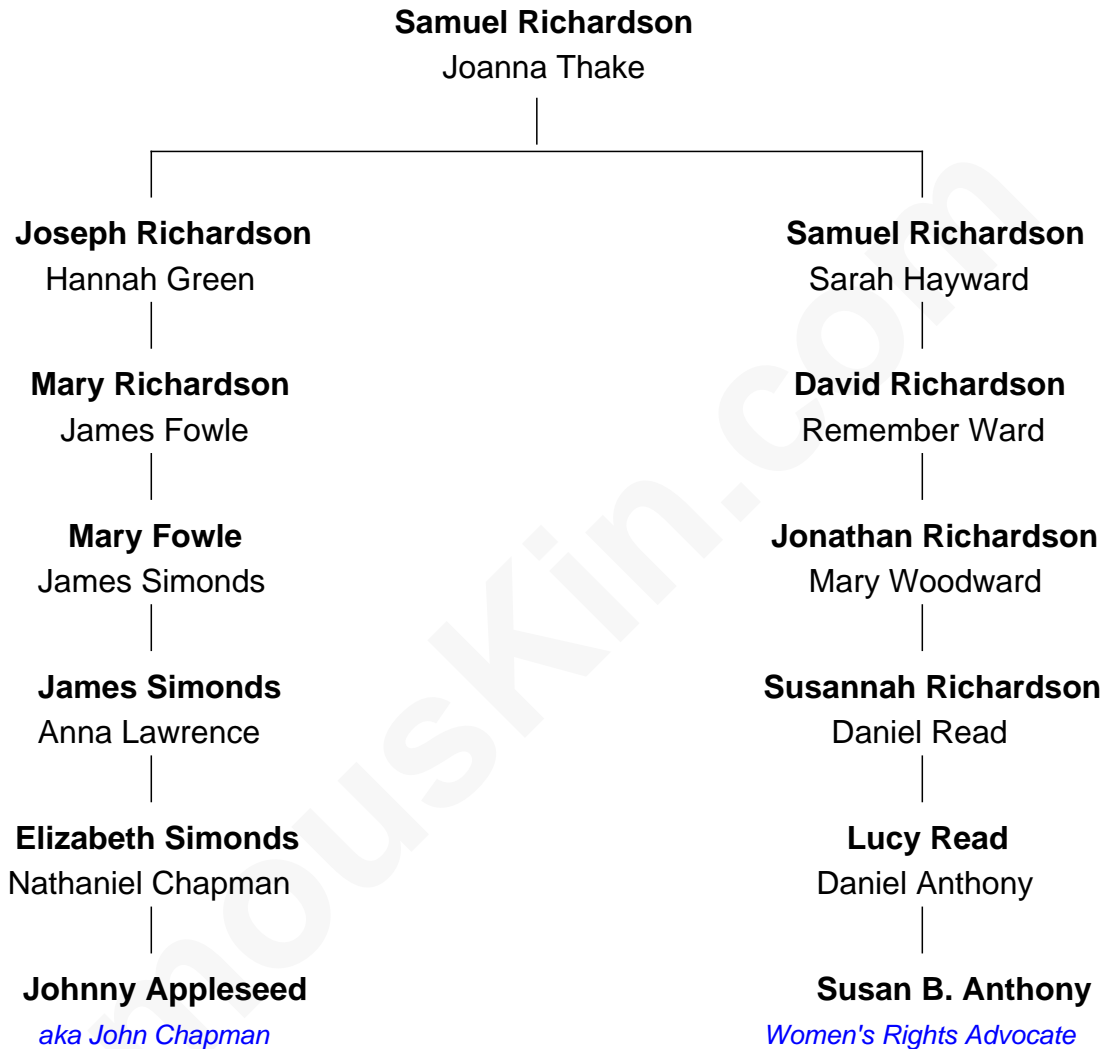 Samuel Richardson
Joanna Thake
Joseph Richardson
Hannah Green
Mary Richardson
James Fowle
Mary Fowle
James Simonds
James Simonds
Anna Lawrence
Elizabeth Simonds
Nathaniel Chapman
Johnny Appleseed
aka John Chapman
Samuel Richardson
Sarah Hayward
David Richardson
Remember Ward
Jonathan Richardson
Mary Woodward
Susannah Richardson
Daniel Read
Lucy Read
Daniel Anthony
Susan B. Anthony
Women's Rights Advocate
mouskin.com